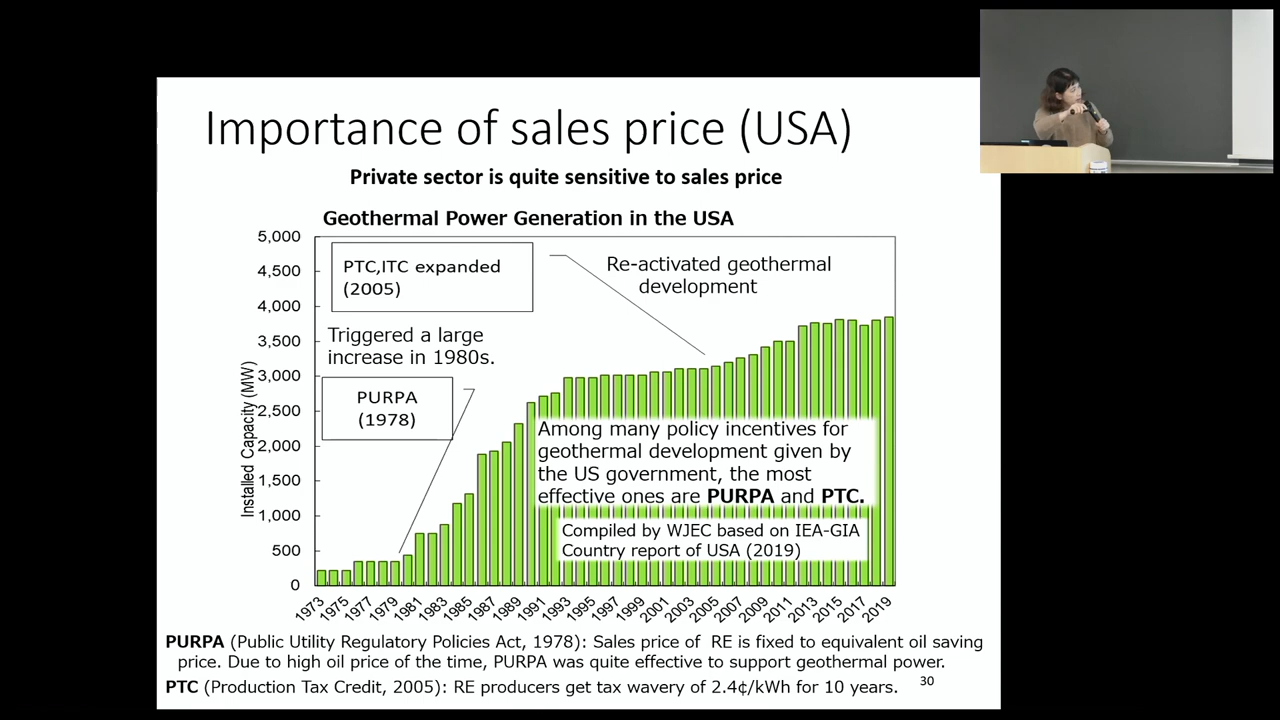 Importance of sales price (USA)
Private sector is quite sensitive to sales price
Geothermal Power Generation in the USA
5,000
4,500
4,000
3,500
3,000
2,500
2,000
1,500
1,000
500
0
Installed Capacity (MW)
PTC,ITC expanded
(2005)
Re-activated geothermal
development
Triggered a large
increase in 1980s.
PURPA
(1978)
Among many policy incentives for
geothermal development given by
the US government, the most
effective ones are PURPA and PTC.
Compiled by WJEC based on IEA-GIA
Country report of USA (2019)
1973
1975
1977
1979
1981
1983
1985
1987
1989
1991
1993
1995
1997
1999
2001
2003
2005
2007
2009
2011
2013
2015
2017
2019
PURPA (Public Utility Regulatory Policies Act, 1978): Sales price of RE is fixed to equivalent oil saving
price. Due to high oil price of the time, PURPA was quite effective to support geothermal power.
PTC (Production Tax Credit, 2005): RE producers get tax wavery of 2.4¢/kWh for 10 years.
30